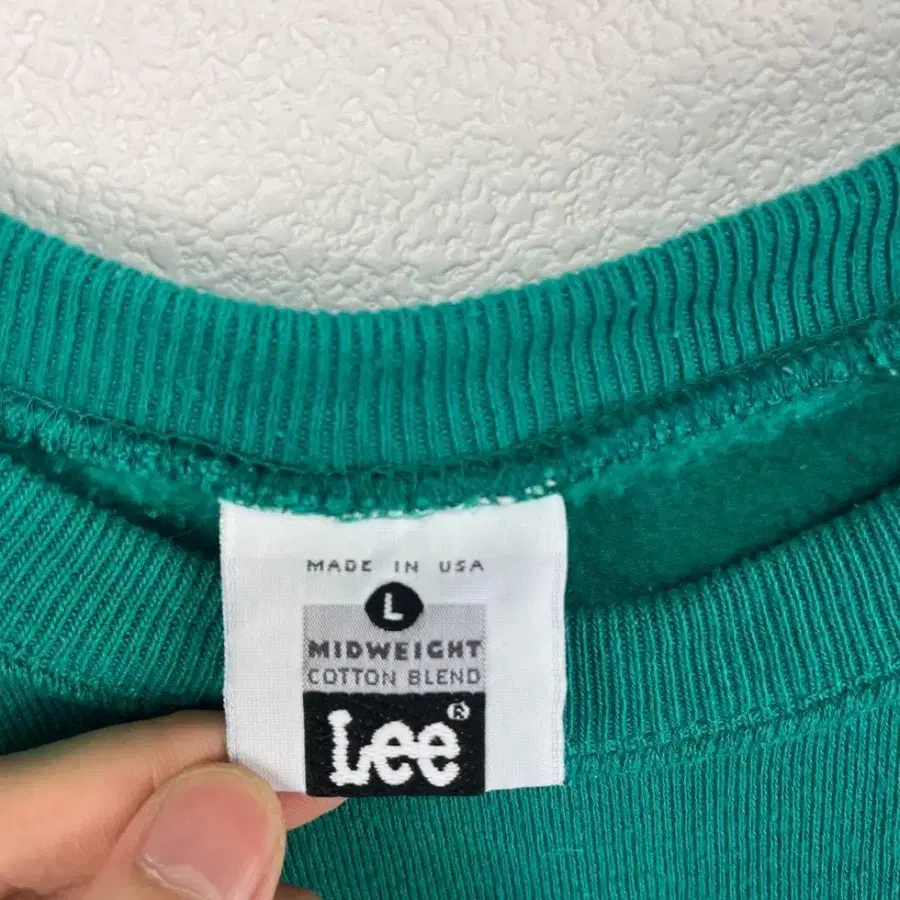 MADE IN USA
L
MIDWEIGHT
COTTON BLEND
Lee®